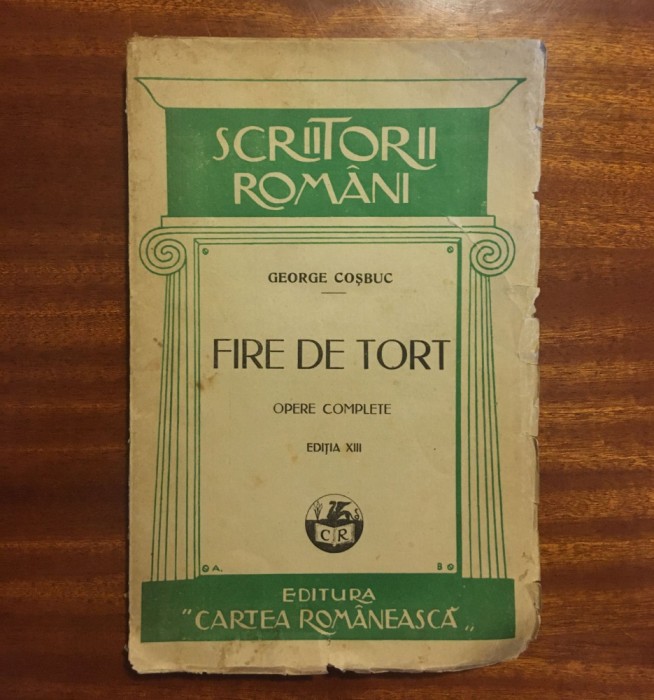 SCRIITORII
ROMÂNI
GEORGE COȘBUC
FIRE DE TORT
OPERE COMPLETE
EDIȚIA XIII
C R
A. B
EDITURA
"CARTEA ROMÂNEASCĂ„